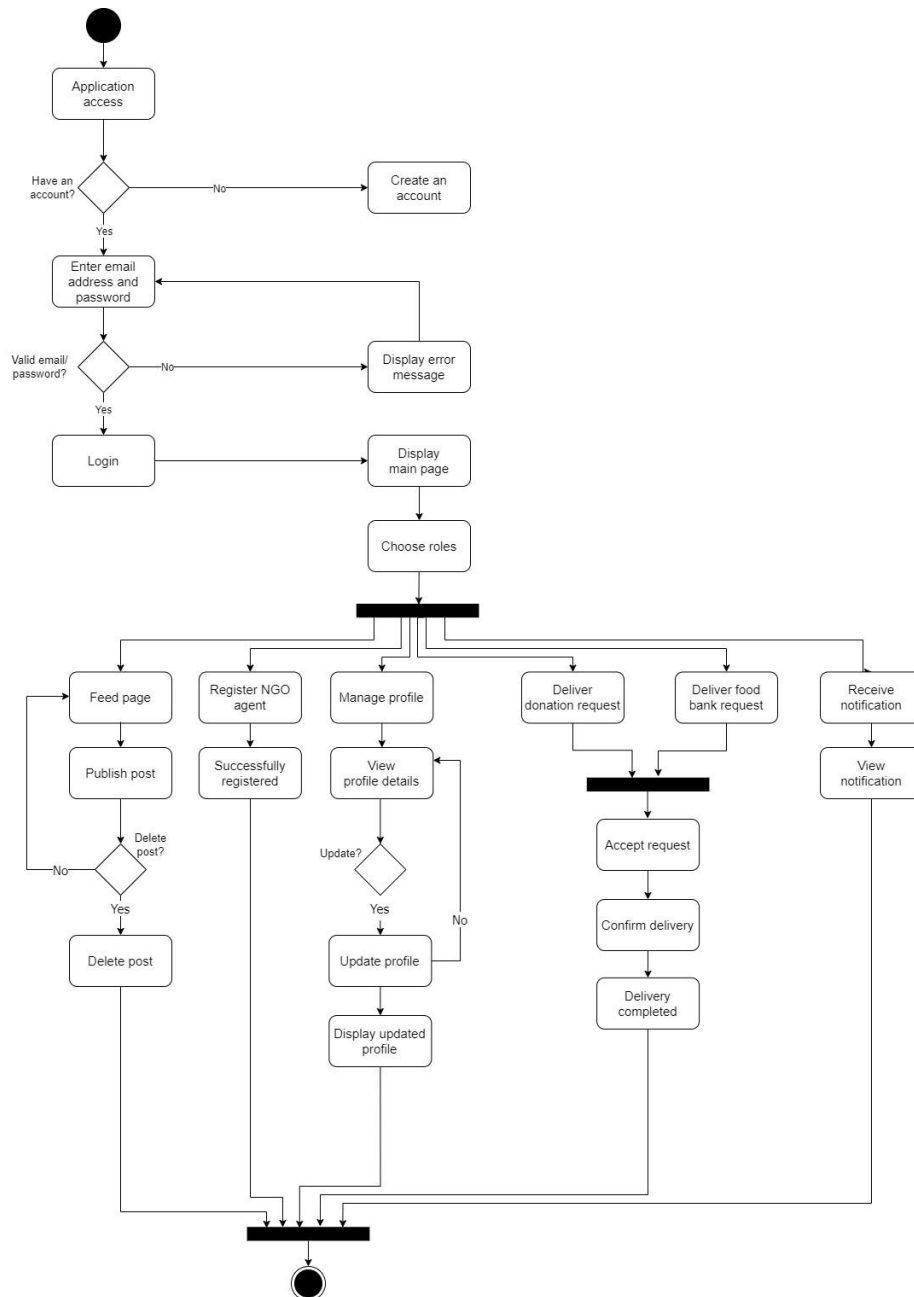 Application
access
Have an
account?
No
Create an
account
Yes
Enter email
address and
password
Valid email/
password?
No
Display error
message
Yes
Login
Display
main page
Choose roles
Feed page
Register NGO
agent
Manage profile
Deliver
donation request
Deliver food
bank request
Receive
notification
Publish post
Successfully
registered
View
profile details
View
notification
Delete
post?
No
Yes
Update?
Yes
No
Accept request
Delete post
Update profile
Confirm delivery
Display updated
profile
Delivery
completed